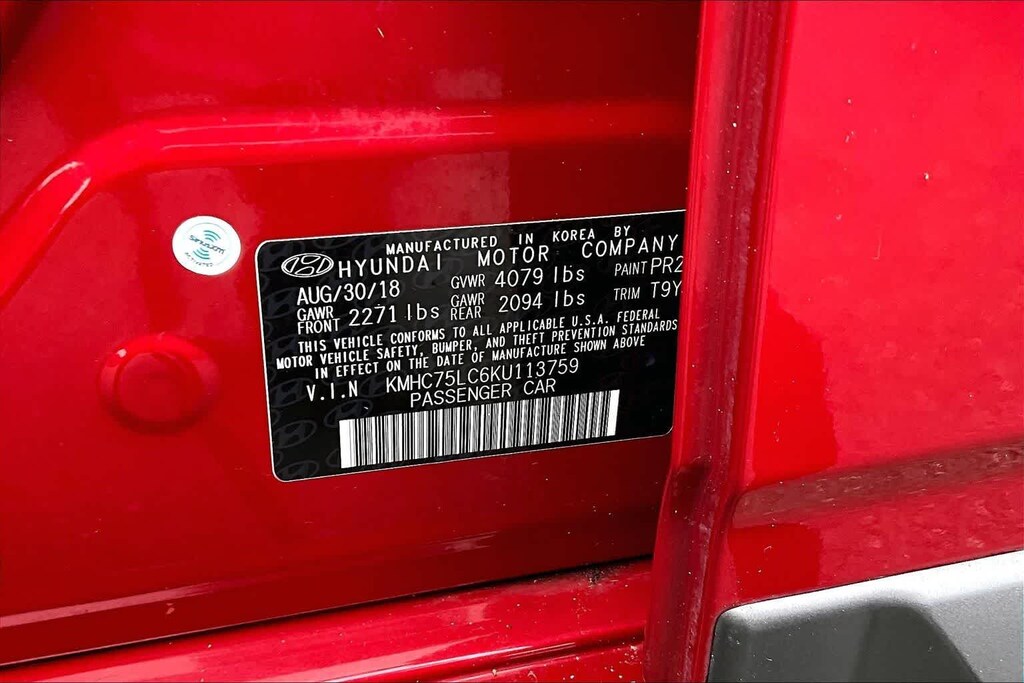 ((SiriusXM))
ACTIVATED
MANUFACTURED IN KOREA BY
HYUNDAI MOTOR COMPANY
AUG/30/18 GVWR 4079 lbs PAINT PR2
GAWR FRONT 2271 lbs GAWR REAR 2094 lbs TRIM T9Y
THIS VEHICLE CONFORMS TO ALL APPLICABLE U.S.A. FEDERAL
MOTOR VEHICLE SAFETY, BUMPER, AND THEFT PREVENTION STANDARDS
IN EFFECT ON THE DATE OF MANUFACTURE SHOWN ABOVE
V.I.N KMHC75LC6KU113759
PASSENGER CAR